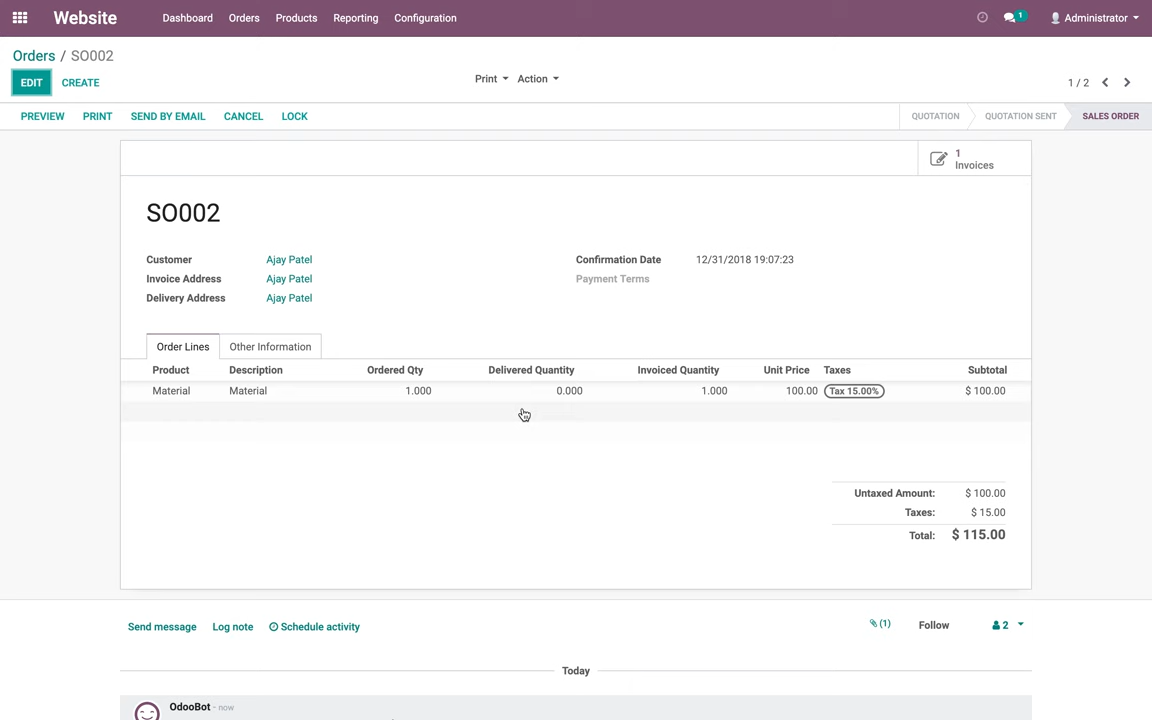 Website Dashboard Orders Products Reporting Configuration 1 Administrator
Orders / SO002
EDIT CREATE Print Action 1 / 2
PREVIEW PRINT SEND BY EMAIL CANCEL LOCK QUOTATION QUOTATION SENT SALES ORDER
1
Invoices
SO002
Customer Ajay Patel Confirmation Date 12/31/2018 19:07:23
Invoice Address Ajay Patel Payment Terms
Delivery Address Ajay Patel
Order Lines Other Information
Product Description Ordered Qty Delivered Quantity Invoiced Quantity Unit Price Taxes Subtotal
Material Material 1.000 0.000 1.000 100.00 Tax 15.00% $ 100.00
Untaxed Amount: $ 100.00
Taxes: $ 15.00
Total: $ 115.00
Send message Log note Schedule activity (1) Follow 2
Today
OdooBot - now